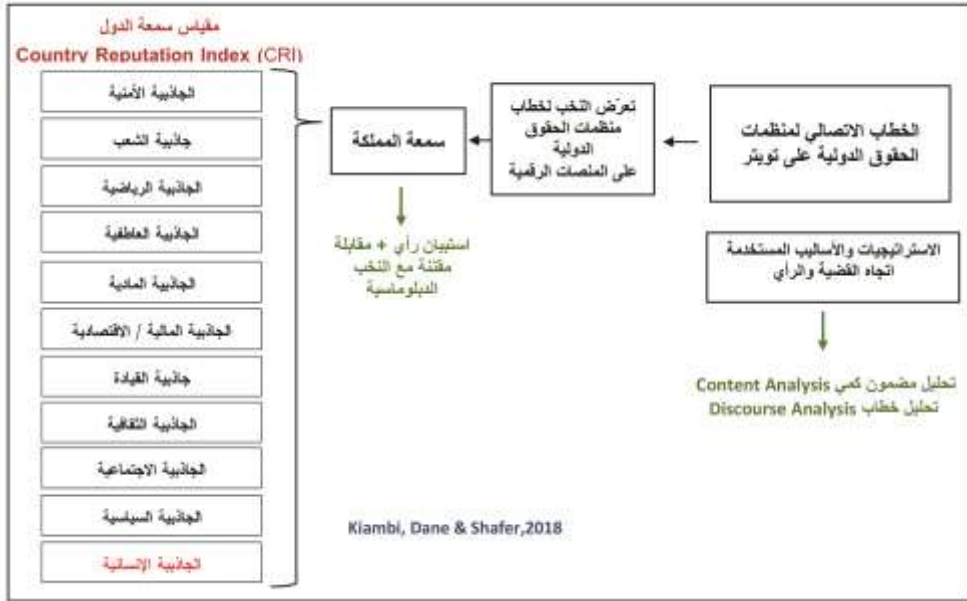 مقياس سمعة الدول
Country Reputation Index (CRI)
الجاذبية الأمنية
جاذبية الشعب
الجاذبية الرياضية
الجاذبية العاطفية
الجاذبية المادية
الجاذبية المالية / الاقتصادية
جاذبية القيادة
الجاذبية الثقافية
الجاذبية الاجتماعية
الجاذبية السياسية
الجاذبية الإنسانية
سمعة المملكة
استبيان رأي + مقابلة
مقننة مع النخب
الدبلوماسية
تعرّض النخب لخطاب
منظمات الحقوق
الدولية
على المنصات الرقمية
الخطاب الاتصالي لمنظمات
الحقوق الدولية على تويتر
الاستراتيجيات والأساليب المستخدمة
اتجاه القضية والرأي
تحليل مضمون كمي Content Analysis
تحليل خطاب Discourse Analysis
Kiambi, Dane & Shafer,2018